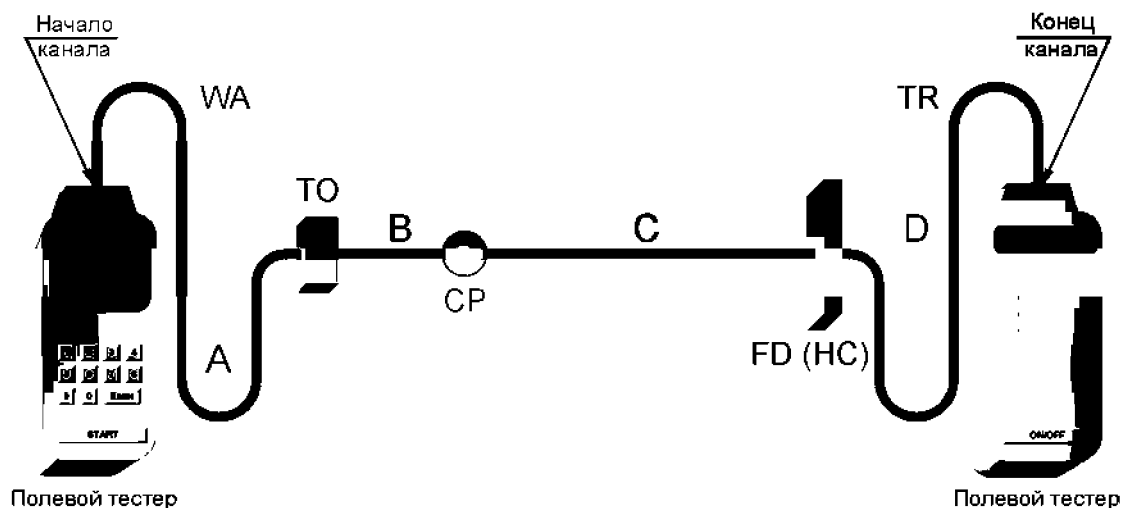 Начало
канала
Конец
канала
WA
TR
TO
B
C
D
CP
A
FD (HC)
START
ON/OFF
Полевой тестер
Полевой тестер